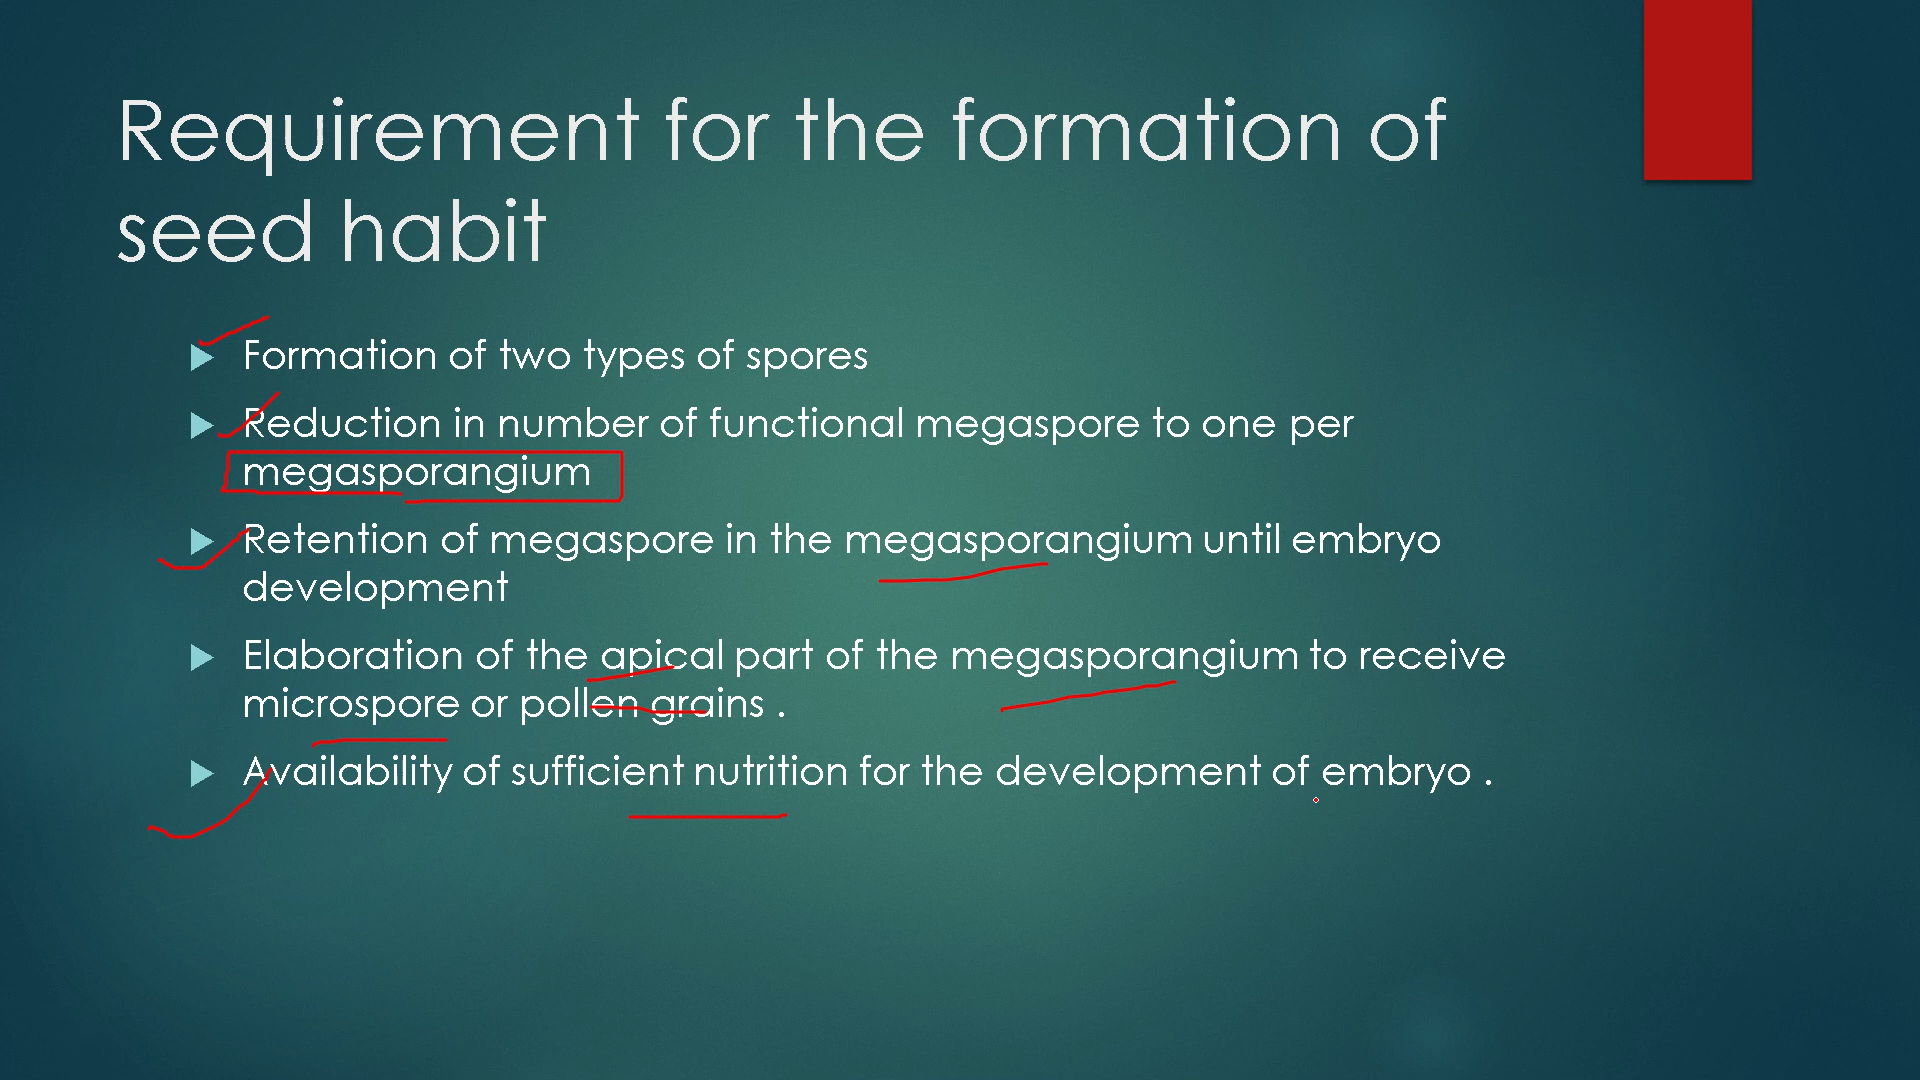 Requirement for the formation of
seed habit
Formation of two types of spores
Reduction in number of functional megaspore to one per
megasporangium
Retention of megaspore in the megasporangium until embryo
development
Elaboration of the apical part of the megasporangium to receive
microspore or pollen grains .
Availability of sufficient nutrition for the development of embryo .